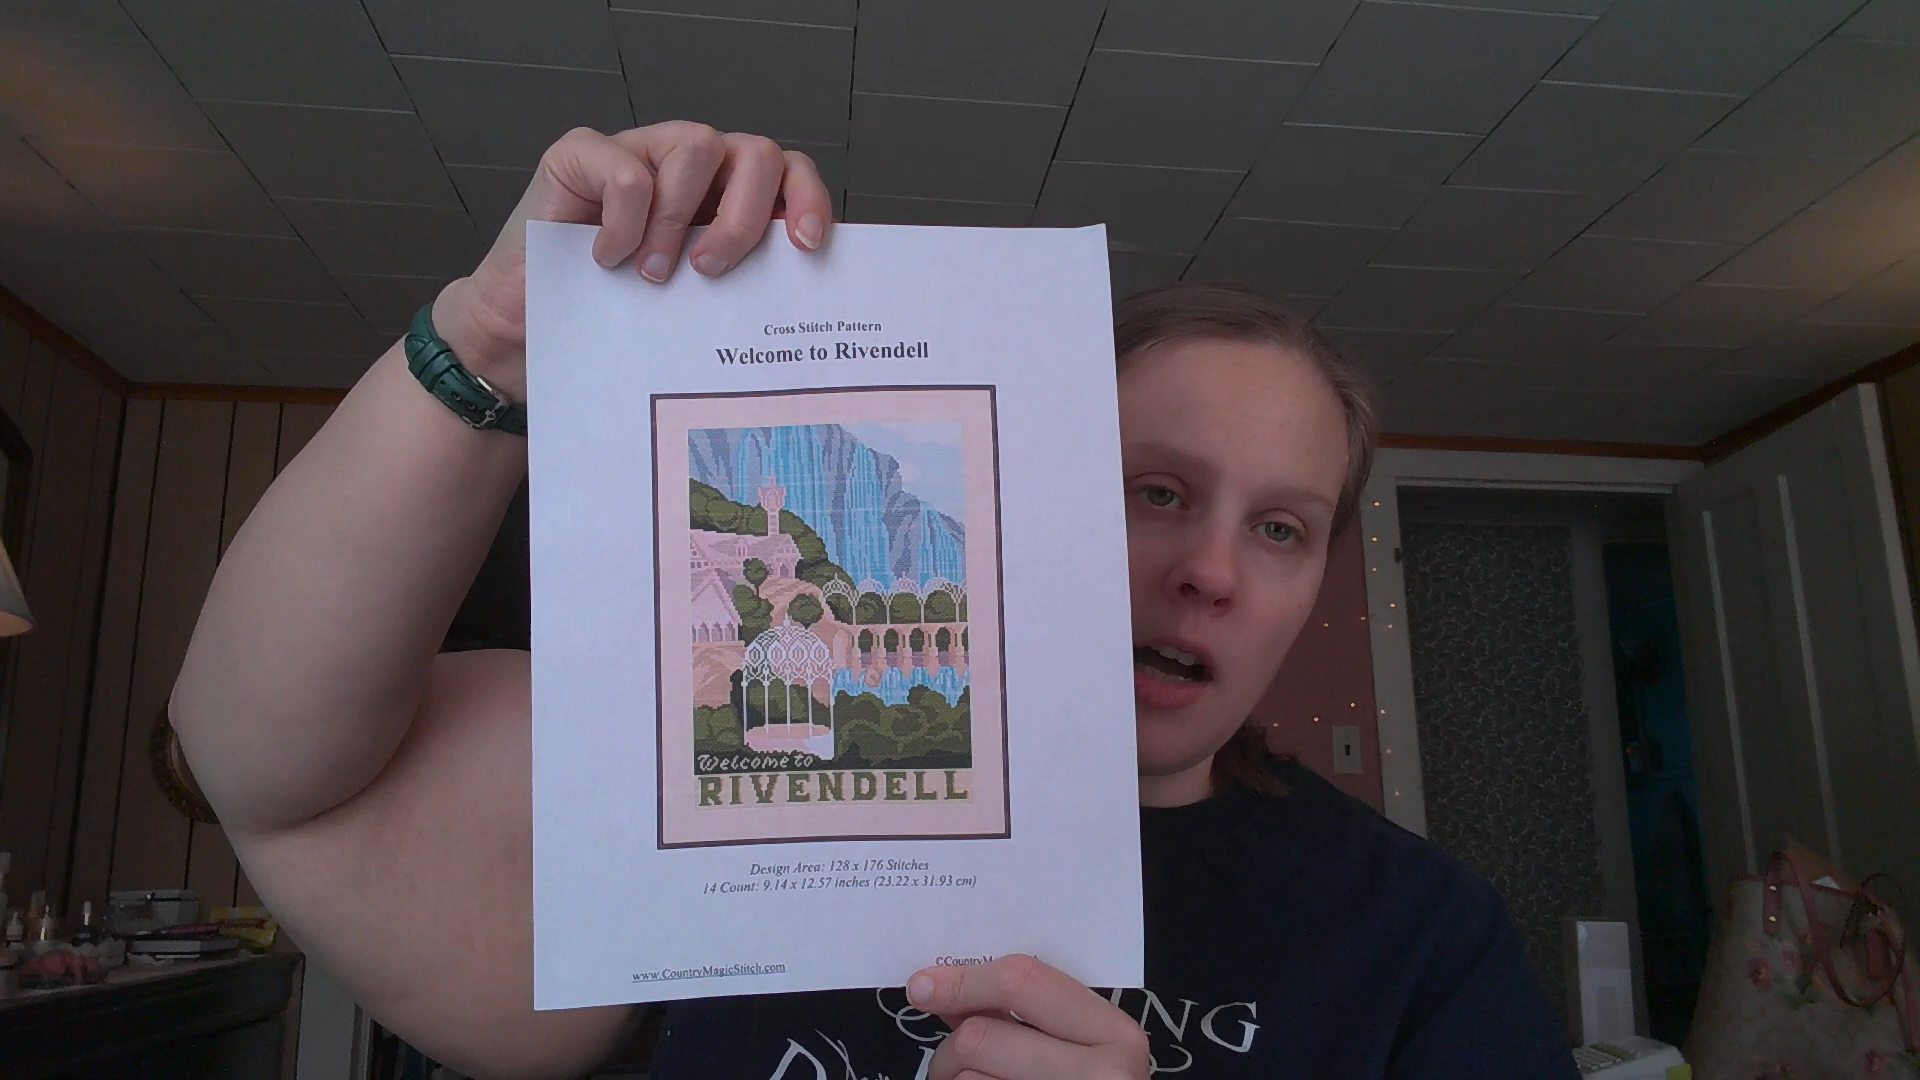 Cross Stitch Pattern
Welcome to Rivendell
Welcome to
RIVENDELL
Design Area: 128 x 176 Stitches
14 Count: 9.14 x 12.57 inches (23.22 x 31.93 cm)
www.CountryMagicStitch.com